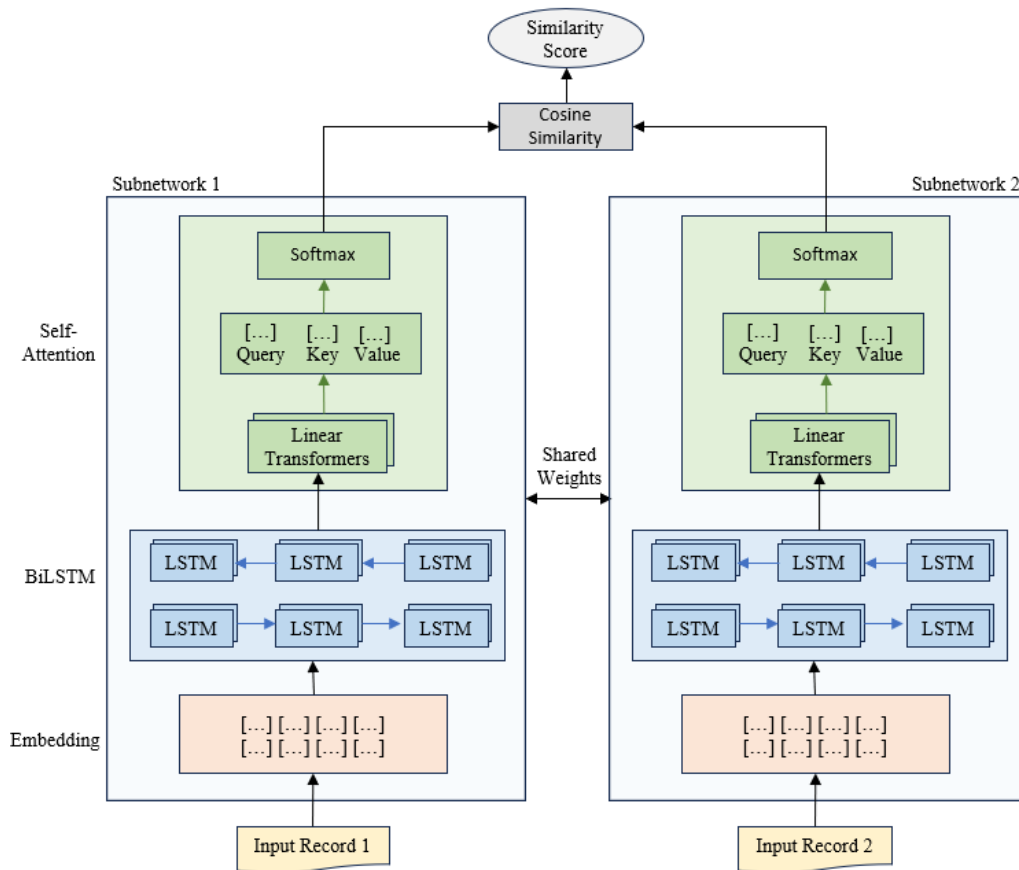 Similarity
Score
Cosine
Similarity
Subnetwork 1
Subnetwork 2
Softmax
Softmax
Self-
Attention
[...] [...] [...]
Query Key Value
[...] [...] [...]
Query Key Value
Linear
Transformers
Linear
Transformers
Shared
Weights
BiLSTM
LSTM LSTM LSTM
LSTM LSTM LSTM
LSTM LSTM LSTM
LSTM LSTM LSTM
Embedding
[...] [...] [...] [...]
[...] [...] [...] [...]
[...] [...] [...] [...]
[...] [...] [...] [...]
Input Record 1
Input Record 2